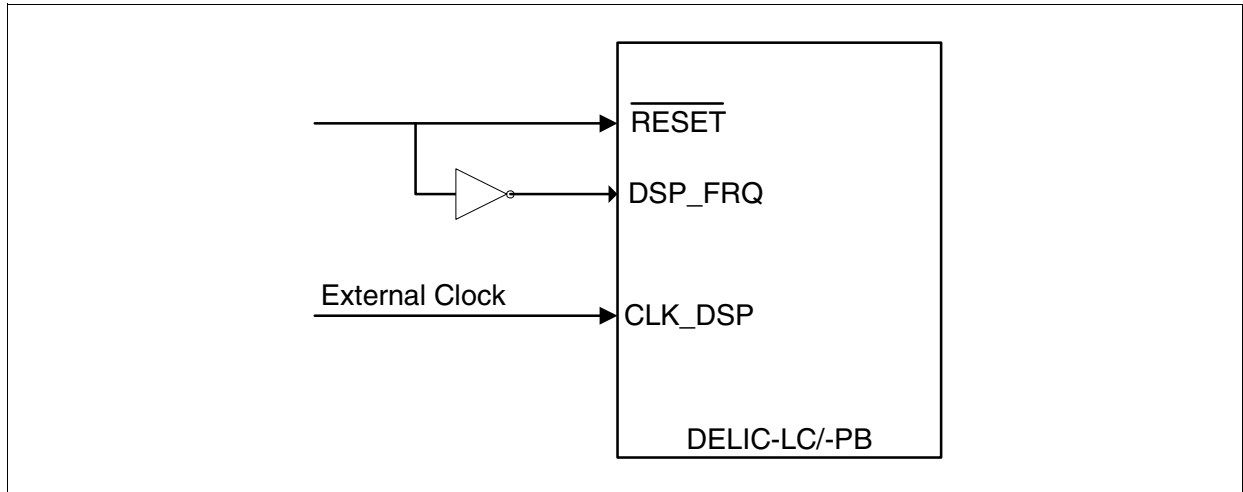 RESET
DSP_FRQ
External Clock
CLK_DSP
DELIC-LC/-PB